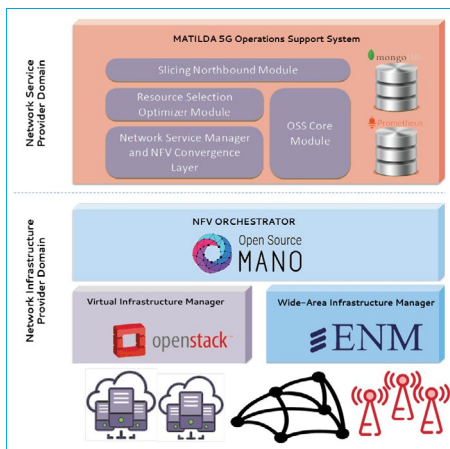 Network Service
Provider Domain
MATILDA 5G Operations Support System
Slicing Northbound Module
Resource Selection
Optimizer Module
Network Service Manager
and NFV Convergence
Layer
OSS Core
Module
mongo
Prometheus
Network Infrastructure
Provider Domain
NFV ORCHESTRATOR
Open Source
MANO
Virtual Infrastructure Manager
openstack
Wide-Area Infrastructure Manager
ENM